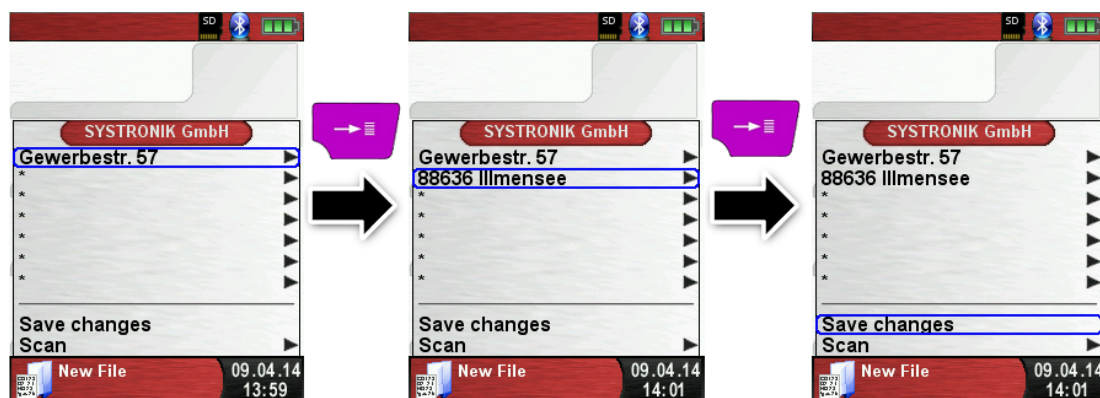 SD
SYSTRONIK GmbH
Gewerbestr. 57
*
*
*
*
*
*
Save changes
Scan
New File
09.04.14
13:59
SD
SYSTRONIK GmbH
Gewerbestr. 57
88636 Illmensee
*
*
*
*
*
Save changes
Scan
New File
09.04.14
14:01
SD
SYSTRONIK GmbH
Gewerbestr. 57
88636 Illmensee
*
*
*
*
*
Save changes
Scan
New File
09.04.14
14:01